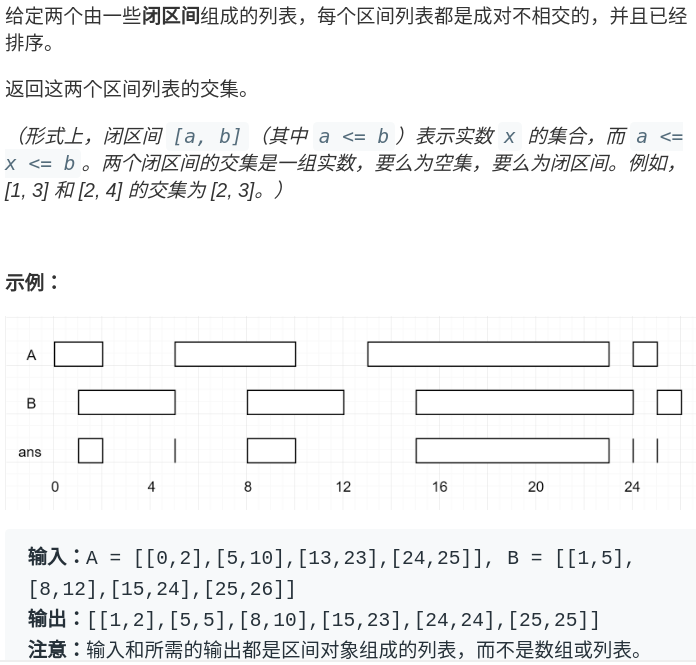 给定两个由一些闭区间组成的列表，每个区间列表都是成对不相交的，并且已经
排序。
返回这两个区间列表的交集。
（形式上，闭区间 [a, b]（其中 a <= b）表示实数 x 的集合，而 a <=
x <= b。两个闭区间的交集是一组实数，要么为空集，要么为闭区间。例如，
[1, 3] 和 [2, 4] 的交集为 [2, 3]。）
示例：
A
B
ans
0 4 8 12 16 20 24
输入：A = [[0,2],[5,10],[13,23],[24,25]], B = [[1,5],
[8,12],[15,24],[25,26]]
输出：[[1,2],[5,5],[8,10],[15,23],[24,24],[25,25]]
注意：输入和所需的输出都是区间对象组成的列表，而不是数组或列表。